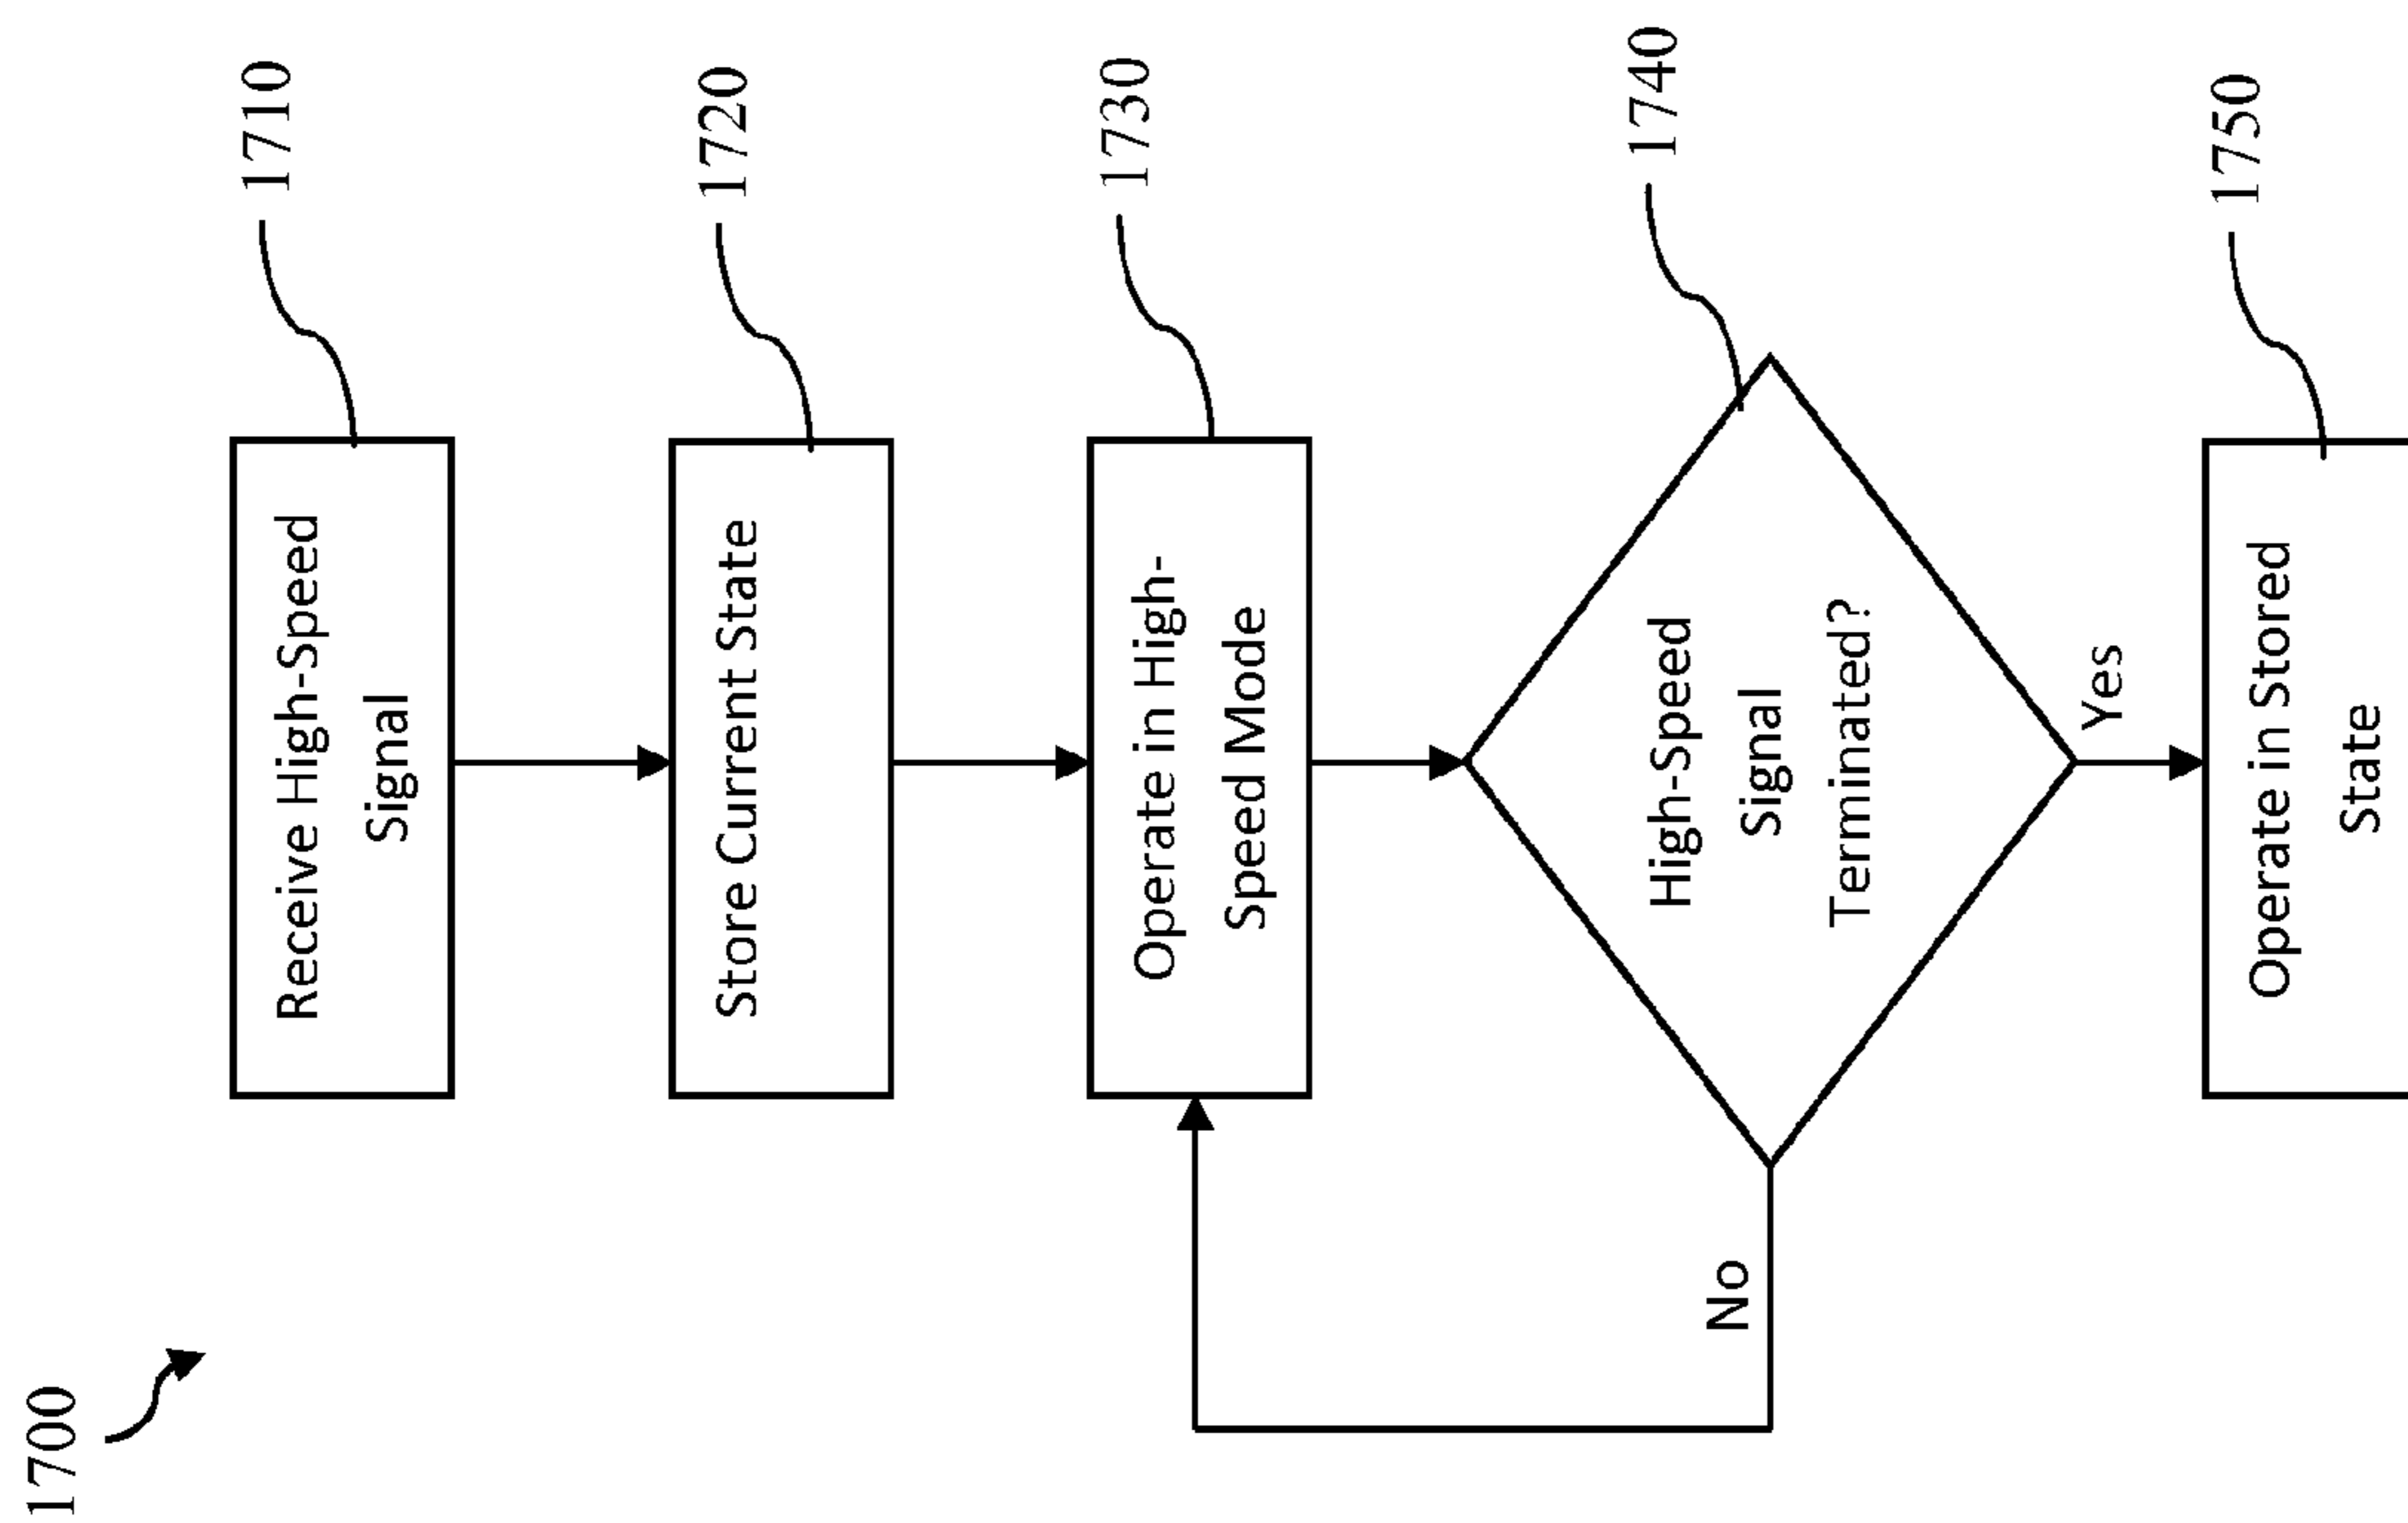 1700
Receive High-Speed
Signal
1710
Store Current State
1720
Operate in High-
Speed Mode
1730
High-Speed
Signal
Terminated?
1740
No
Yes
Operate in Stored
State
1750